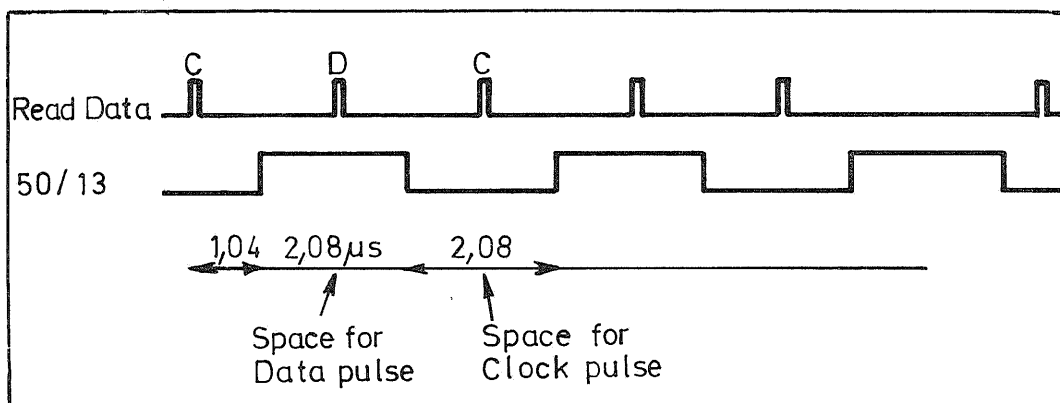 C D C
Read Data
50/13
1,04 2,08µs 2,08
Space for Space for
Data pulse Clock pulse